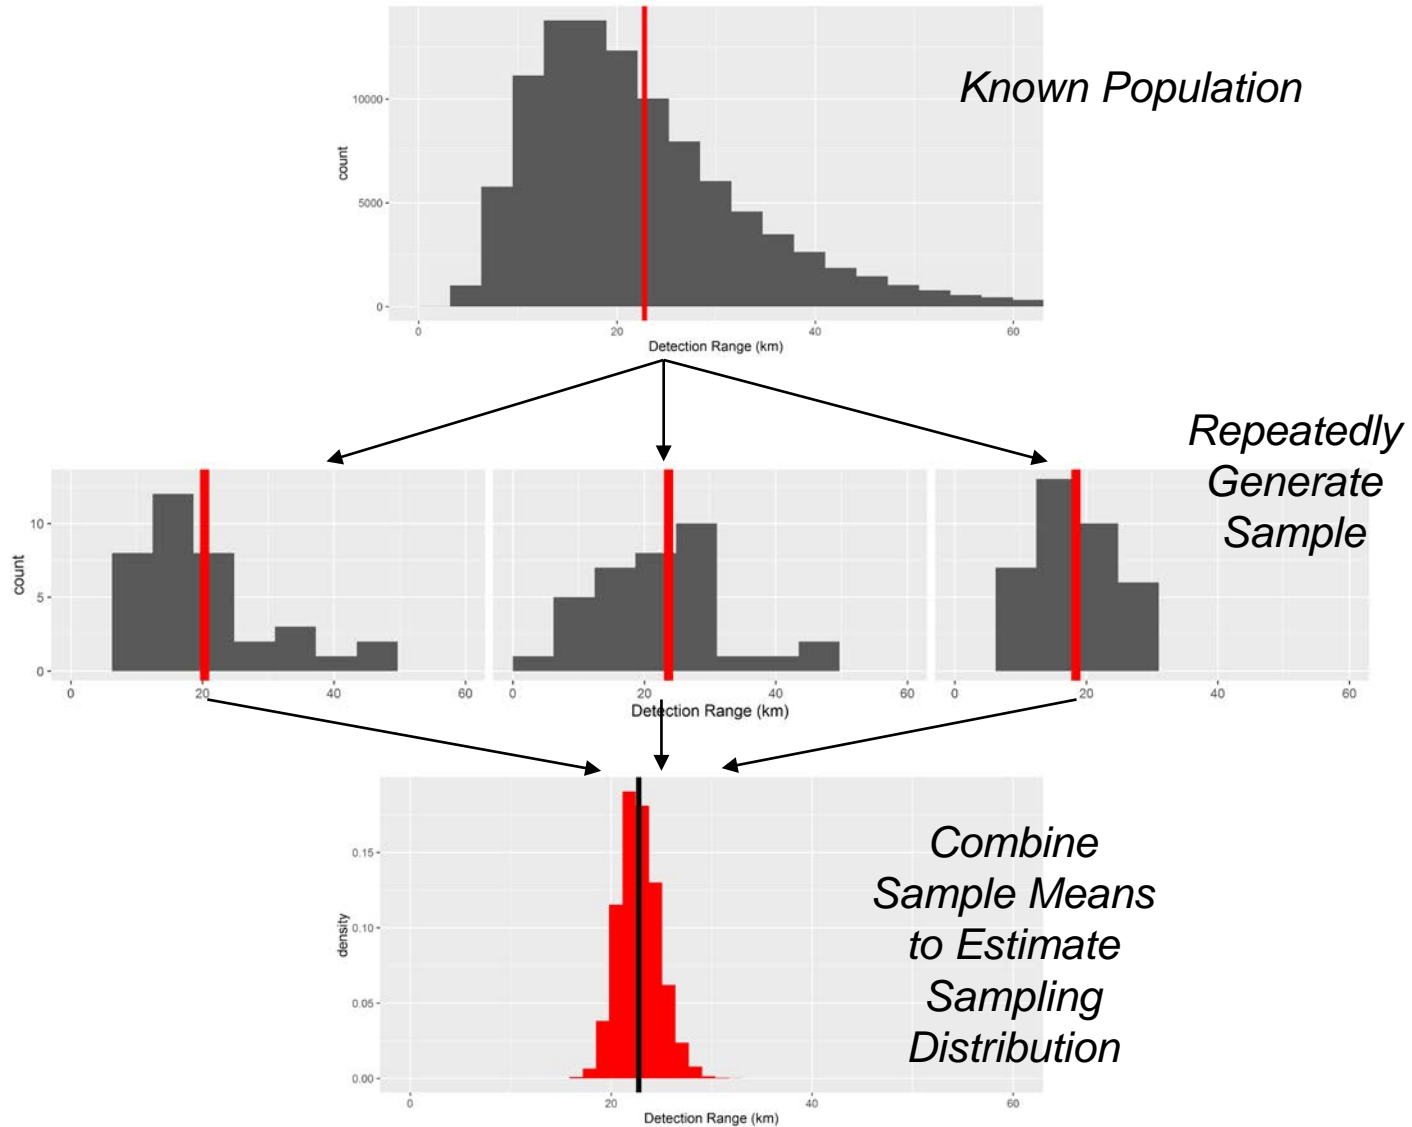 Known Population
count
10000
5000
0
0 20 40 60
Detection Range (km)
Repeatedly
Generate
Sample
count
10
5
0
0 20 40 60
0 20 40 60
0 20 40 60
Detection Range (km)
Combine
Sample Means
to Estimate
Sampling
Distribution
density
0.15
0.10
0.05
0.00
0 20 40 60
Detection Range (km)